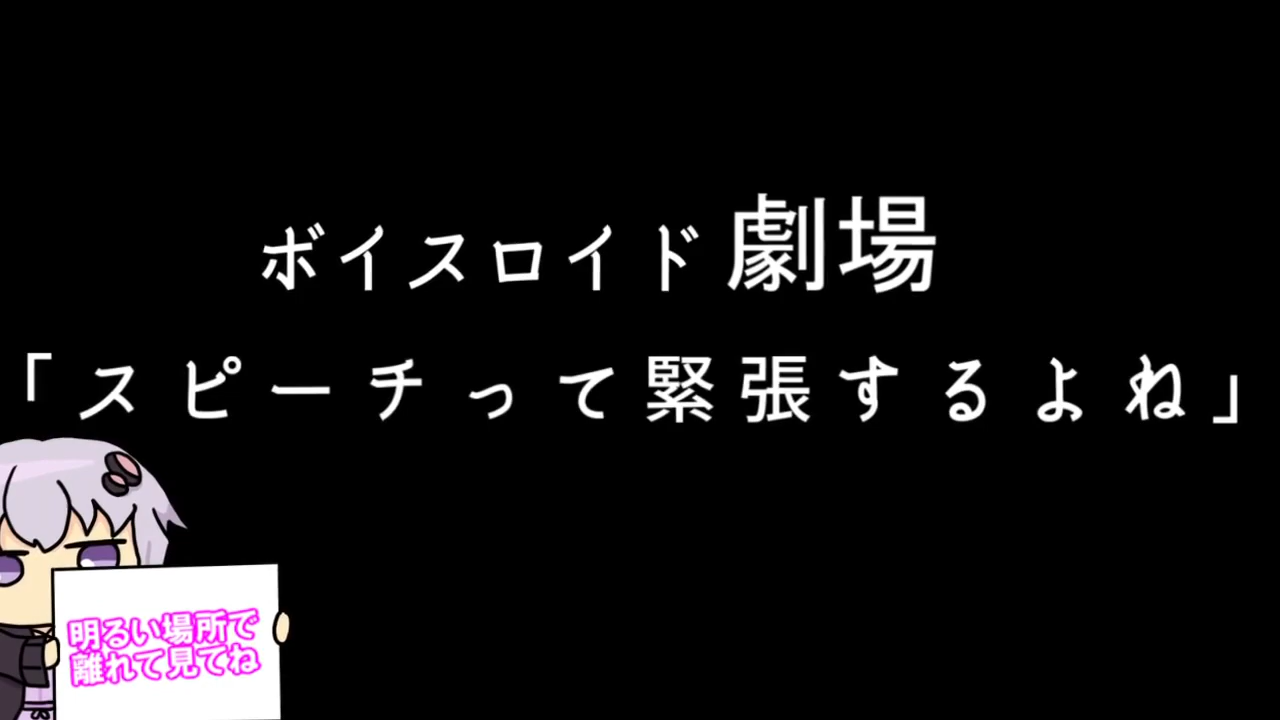 ボイスロイド劇場
「スピーチって緊張するよね」
明るい場所で
離れて見てね